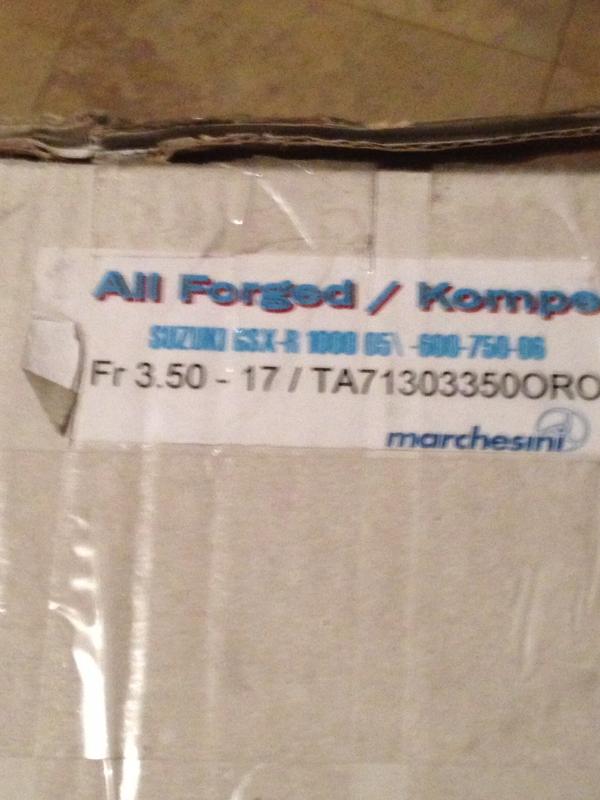 All Forged / Kompe
SUZUKI GSX-R 1000 05\ -600-750-06
Fr 3.50 - 17 / TA71303350ORO
marchesini